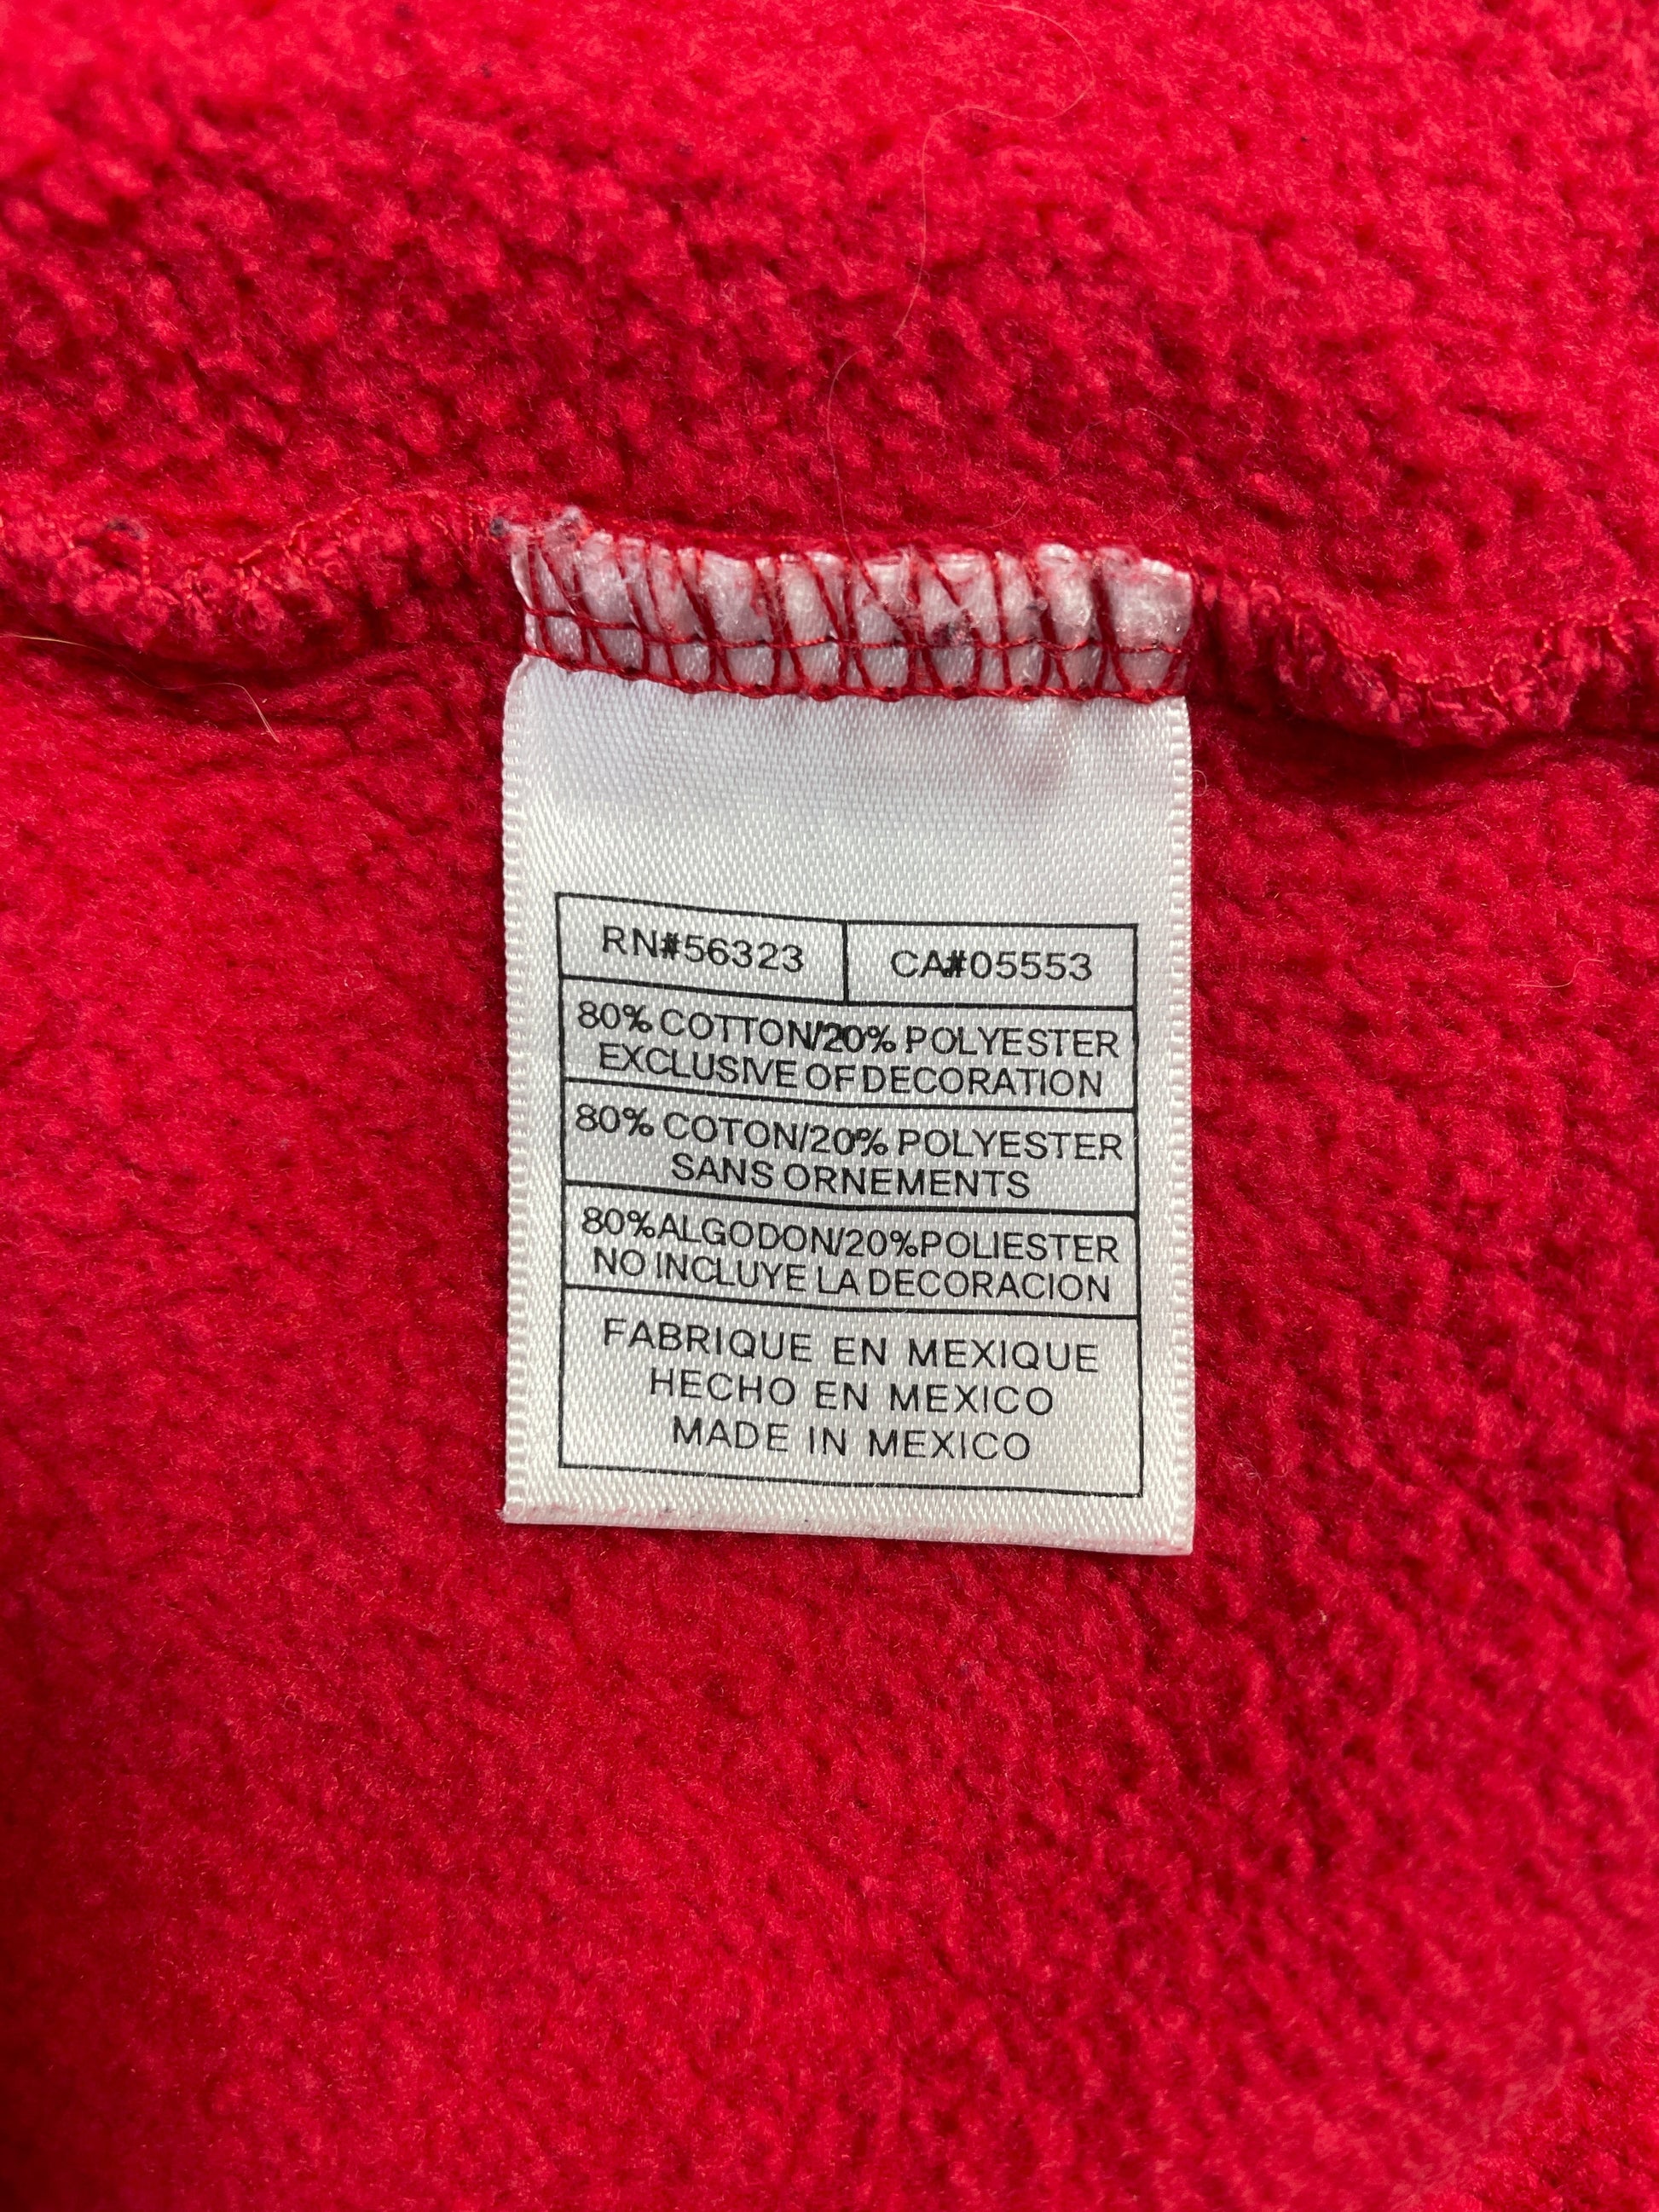 RN#56323 CA#05553
80% COTTON/20% POLYESTER
EXCLUSIVE OF DECORATION
80% COTON/20% POLYESTER
SANS ORNEMENTS
80% ALGODON/20% POLIESTER
NO INCLUYE LA DECORACION
FABRIQUE EN MEXIQUE
HECHO EN MEXICO
MADE IN MEXICO